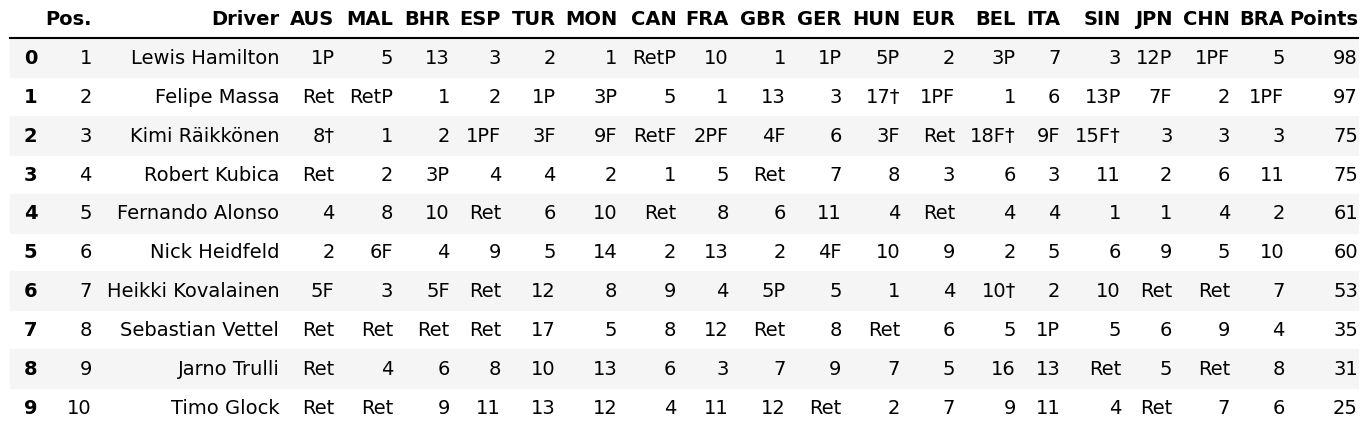 Pos. Driver AUS MAL BHR ESP TUR MON CAN FRA GBR GER HUN EUR BEL ITA SIN JPN CHN BRA Points
0 1 Lewis Hamilton 1P 5 13 3 2 1 RetP 10 1 1P 5P 2 3P 7 3 12P 1PF 5 98
1 2 Felipe Massa Ret RetP 1 2 1P 3P 5 1 13 3 17† 1PF 1 6 13P 7F 2 1PF 97
2 3 Kimi Räikkönen 8† 1 2 1PF 3F 9F RetF 2PF 4F 6 3F Ret 18F† 9F 15F† 3 3 3 75
3 4 Robert Kubica Ret 2 3P 4 4 2 1 5 Ret 7 8 3 6 3 11 2 6 11 75
4 5 Fernando Alonso 4 8 10 Ret 6 10 Ret 8 6 11 4 Ret 4 4 1 1 4 2 61
5 6 Nick Heidfeld 2 6F 4 9 5 14 2 13 2 4F 10 9 2 5 6 9 5 10 60
6 7 Heikki Kovalainen 5F 3 5F Ret 12 8 9 4 5P 5 1 4 10† 2 10 Ret Ret 7 53
7 8 Sebastian Vettel Ret Ret Ret Ret 17 5 8 12 Ret 8 Ret 6 5 1P 5 6 9 4 35
8 9 Jarno Trulli Ret 4 6 8 10 13 6 3 7 9 7 5 16 13 Ret 5 Ret 8 31
9 10 Timo Glock Ret Ret 9 11 13 12 4 11 12 Ret 2 7 9 11 4 Ret 7 6 25